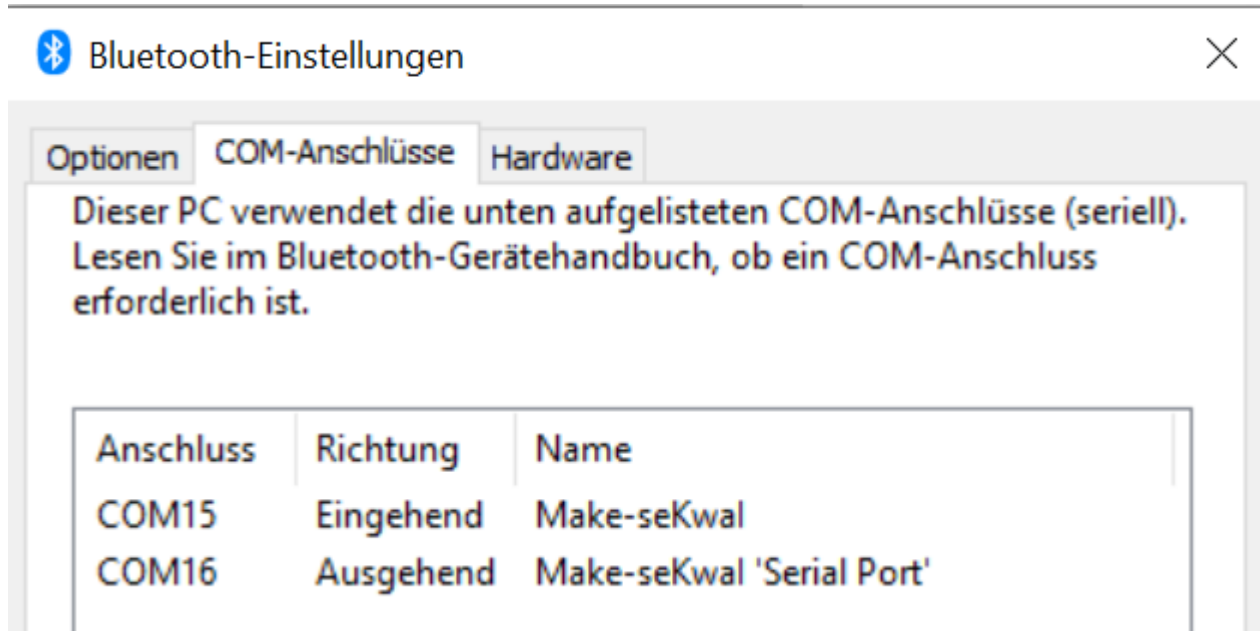 Bluetooth-Einstellungen
Optionen COM-Anschlüsse Hardware
Dieser PC verwendet die unten aufgelisteten COM-Anschlüsse (seriell).
Lesen Sie im Bluetooth-Gerätehandbuch, ob ein COM-Anschluss
erforderlich ist.
Anschluss Richtung Name
COM15 Eingehend Make-seKwal
COM16 Ausgehend Make-seKwal 'Serial Port'